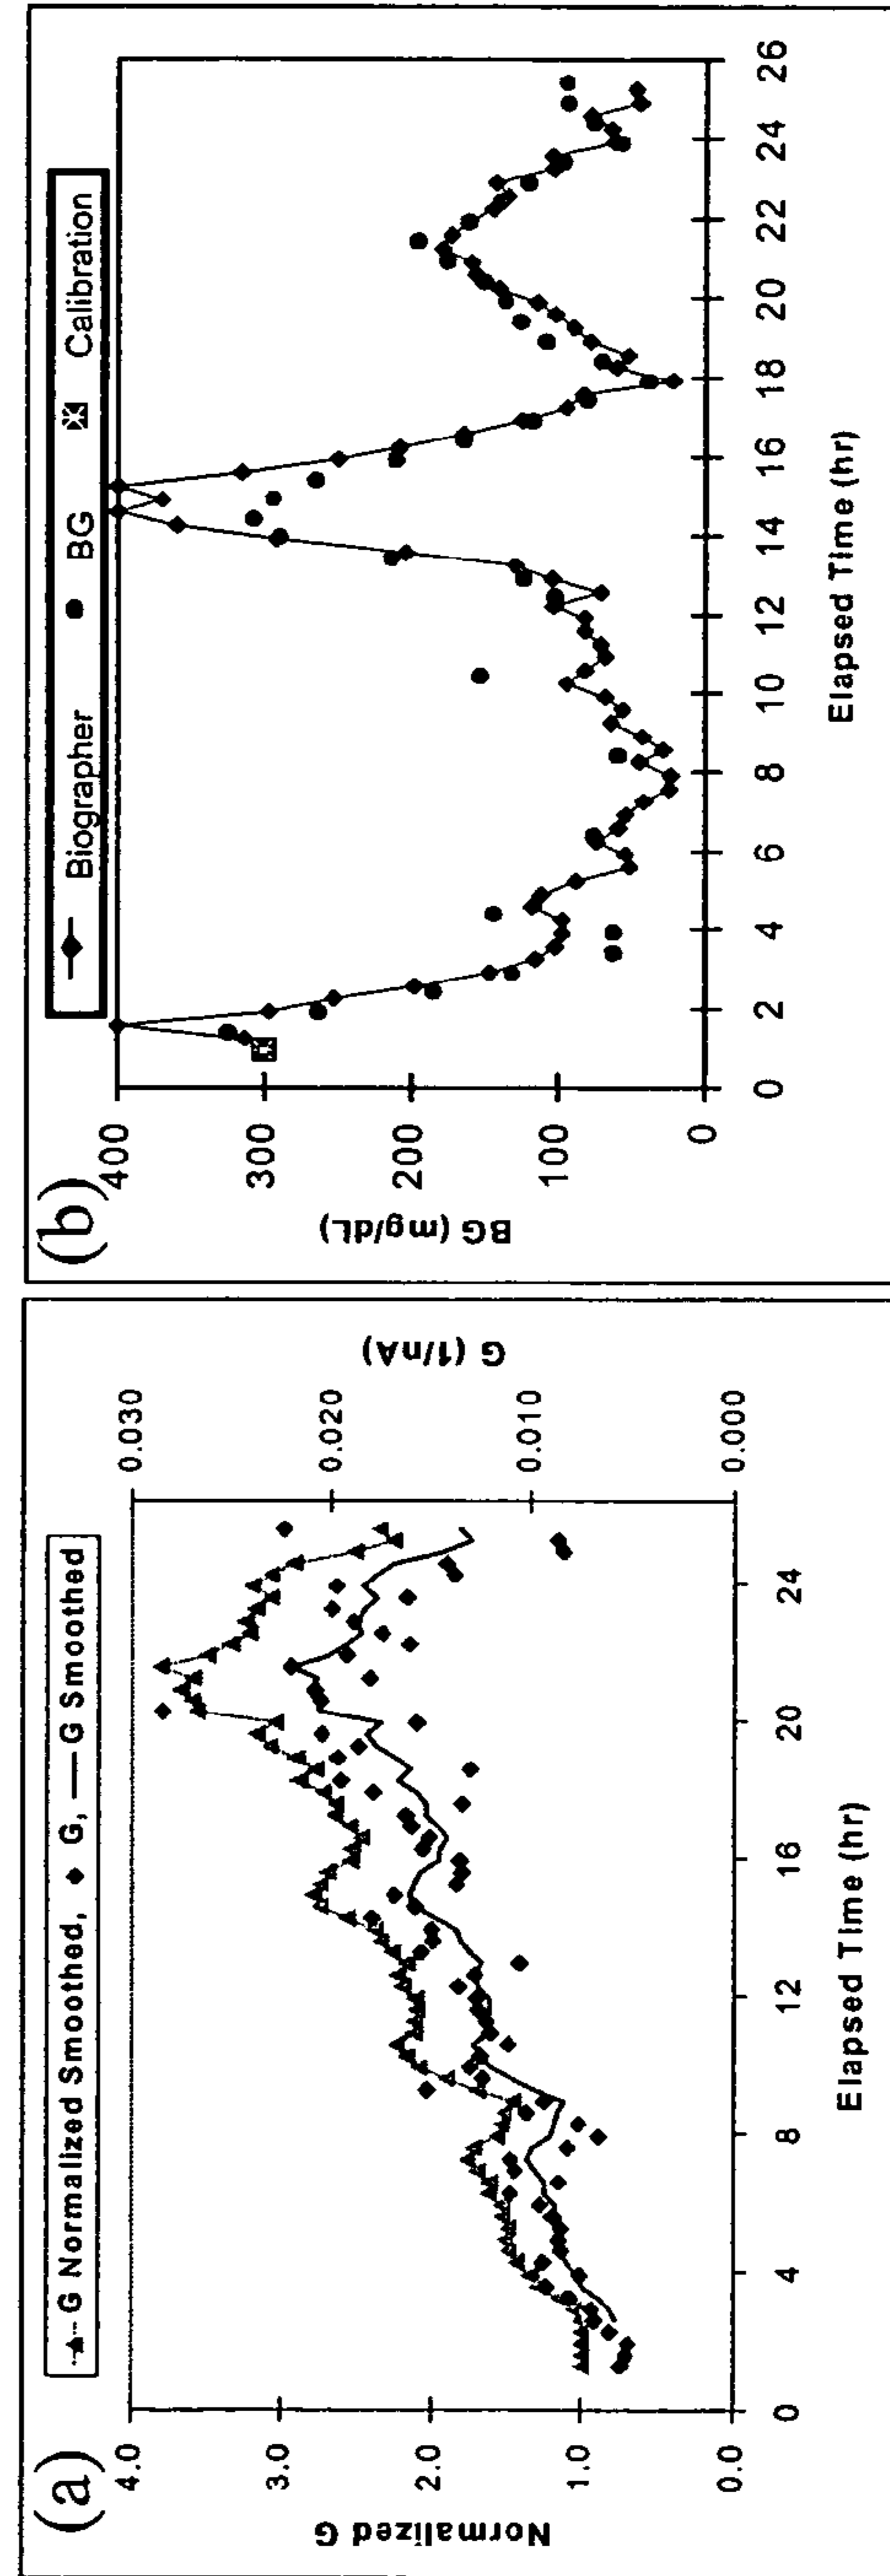 (a)
G Normalized Smoothed, G, G Smoothed
4.0
3.0
2.0
1.0
0.0
Normalized G
0.030
0.020
0.010
0.000
G (1/nA)
0 4 8 12 16 20 24
Elapsed Time (hr)
(b)
Biographer BG Calibration
400
300
200
100
0
BG (mg/dL)
0 2 4 6 8 10 12 14 16 18 20 22 24 26
Elapsed Time (hr)